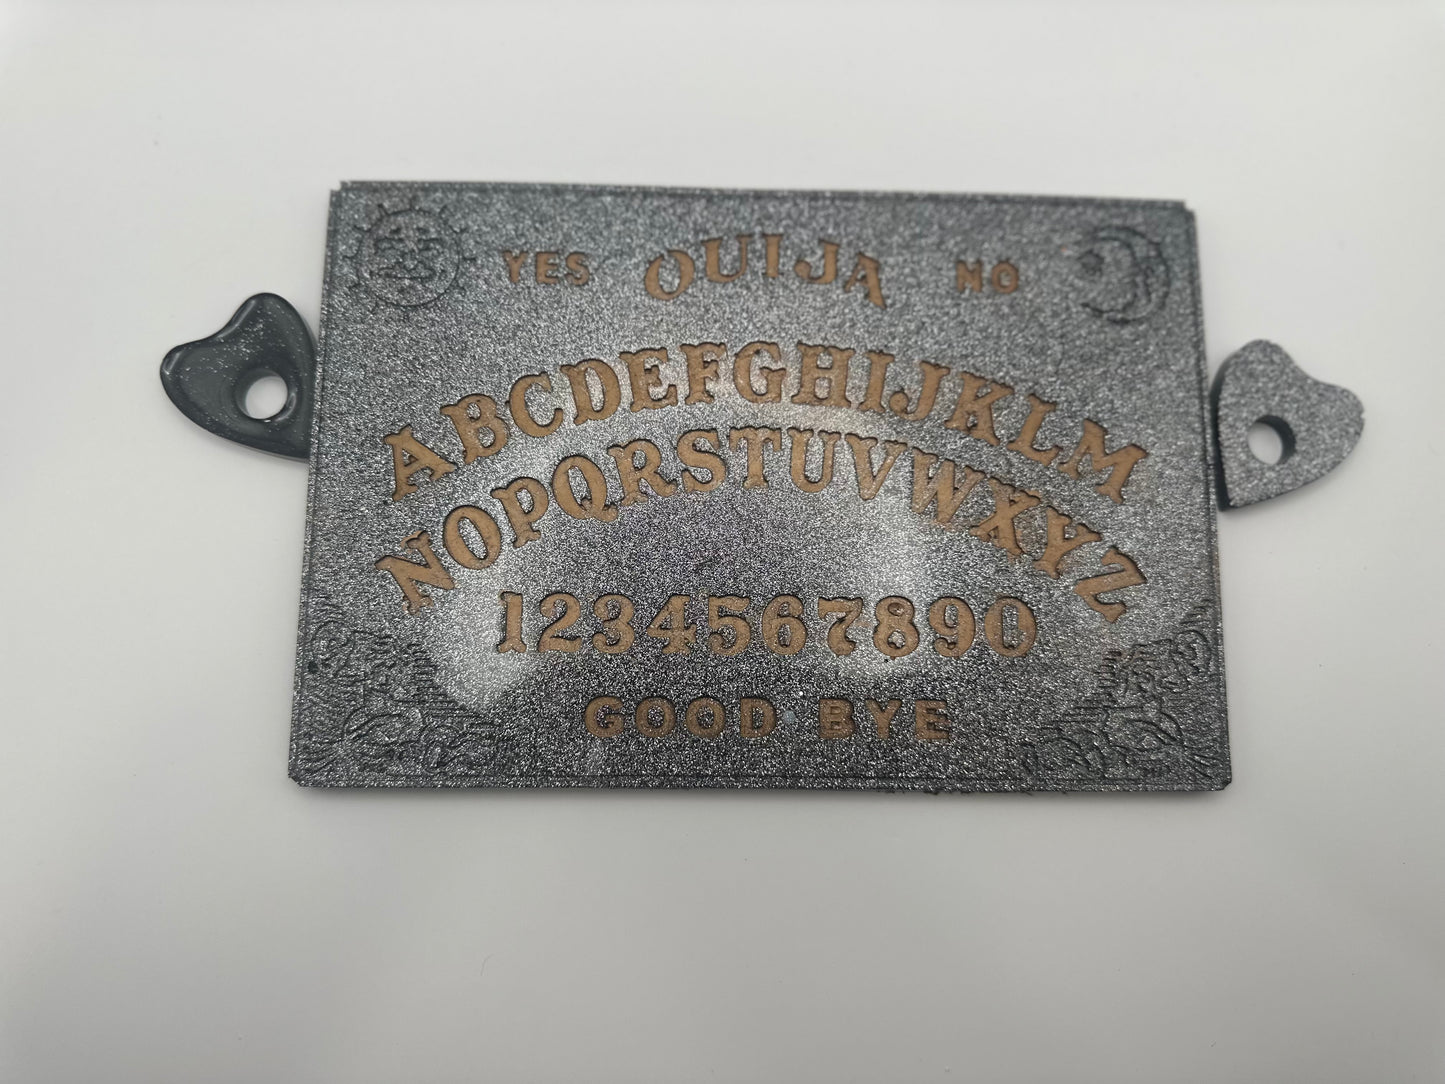 YES OUIJA NO
ABCDEFGHIJKLM
NOPQRSTUVWXYZ
1234567890
GOOD BYE